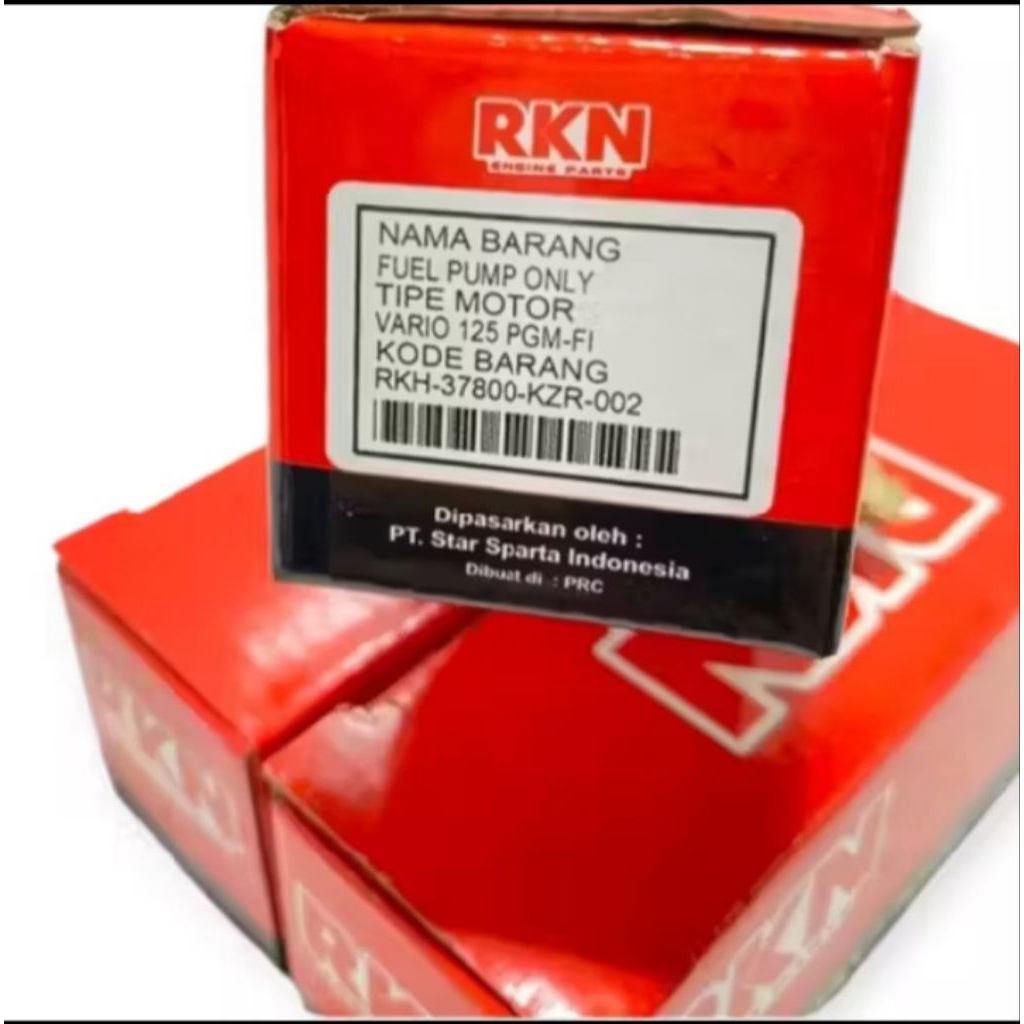 RKN
ENGINE PARTS
NAMA BARANG
FUEL PUMP ONLY
TIPE MOTOR
VARIO 125 PGM-FI
KODE BARANG
RKH-37800-KZR-002
Dipasarkan oleh :
PT. Star Sparta Indonesia
Dibuat di : PRC
RKN